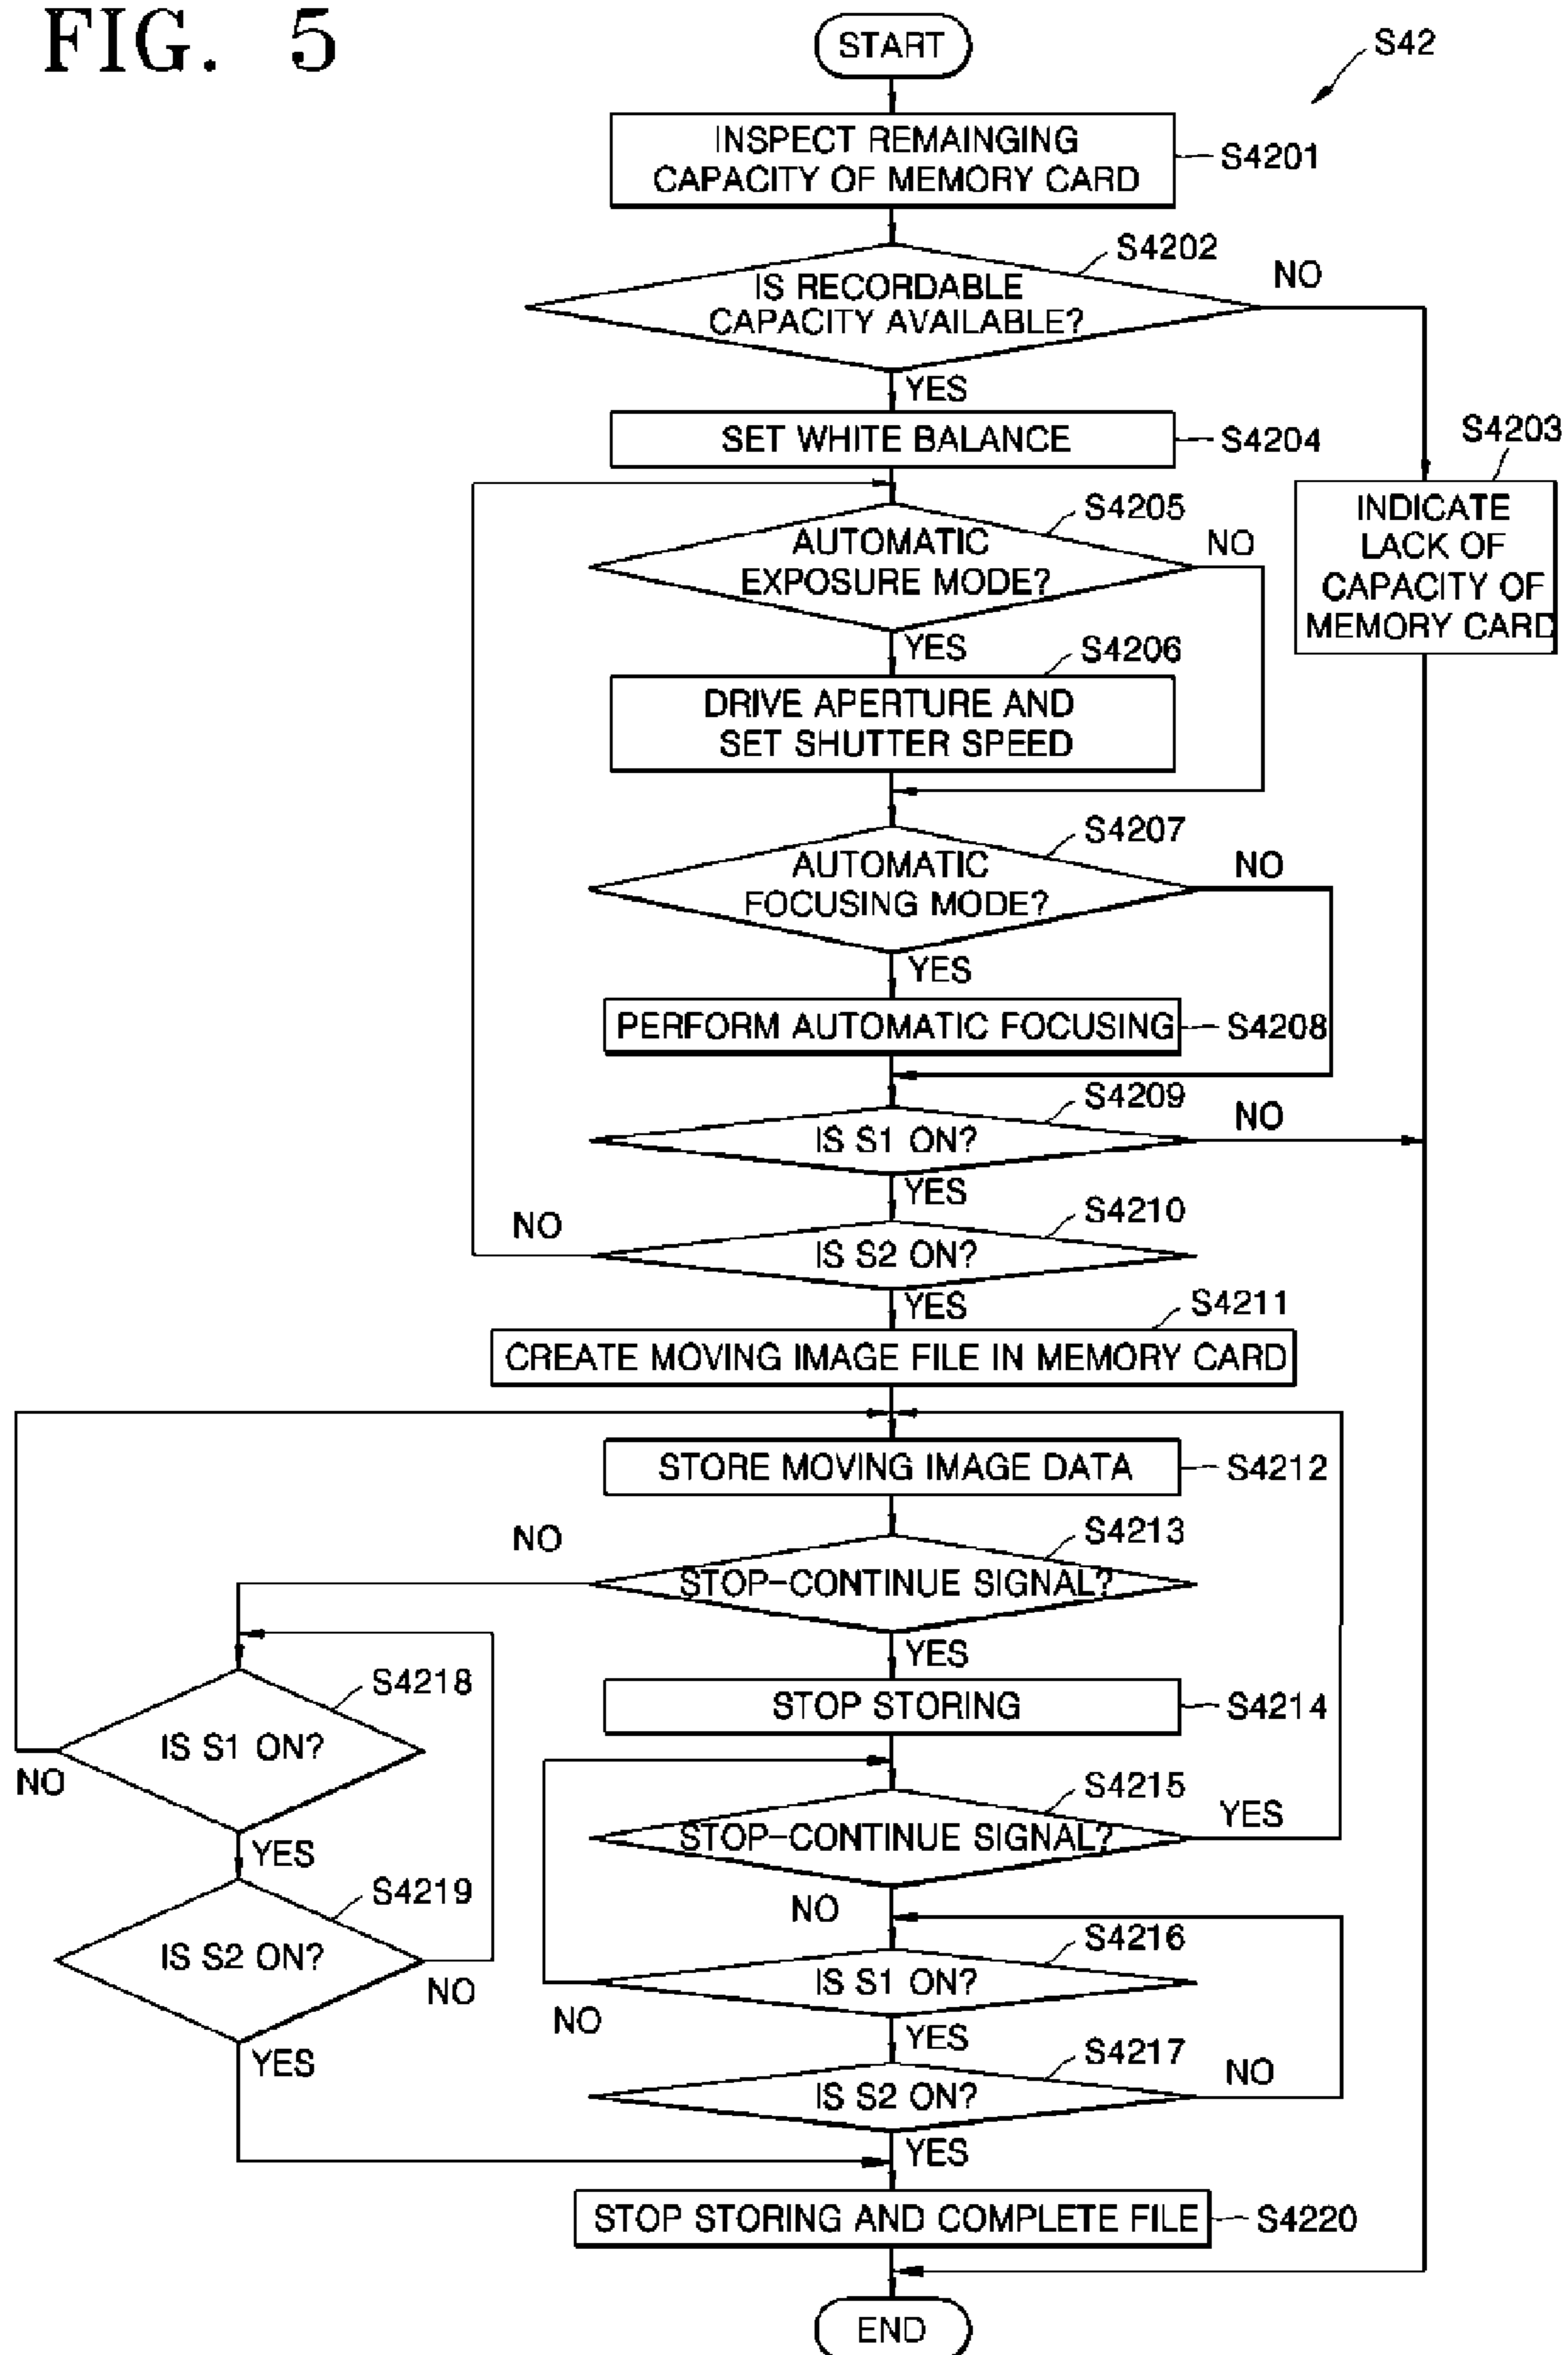 FIG. 5
START
S42
INSPECT REMAINGING
CAPACITY OF MEMORY CARD
S4201
S4202
IS RECORDABLE
CAPACITY AVAILABLE?
NO
YES
SET WHITE BALANCE
S4204
S4203
INDICATE
LACK OF
CAPACITY OF
MEMORY CARD
S4205
AUTOMATIC
EXPOSURE MODE?
NO
YES
S4206
DRIVE APERTURE AND
SET SHUTTER SPEED
S4207
AUTOMATIC
FOCUSING MODE?
NO
YES
PERFORM AUTOMATIC FOCUSING
S4208
S4209
IS S1 ON?
NO
YES
S4210
IS S2 ON?
NO
YES
S4211
CREATE MOVING IMAGE FILE IN MEMORY CARD
STORE MOVING IMAGE DATA
S4212
S4213
STOP-CONTINUE SIGNAL?
NO
YES
STOP STORING
S4214
S4218
IS S1 ON?
NO
YES
S4215
STOP-CONTINUE SIGNAL?
YES
NO
S4219
IS S2 ON?
NO
YES
S4216
IS S1 ON?
NO
YES
S4217
IS S2 ON?
NO
YES
STOP STORING AND COMPLETE FILE
S4220
END